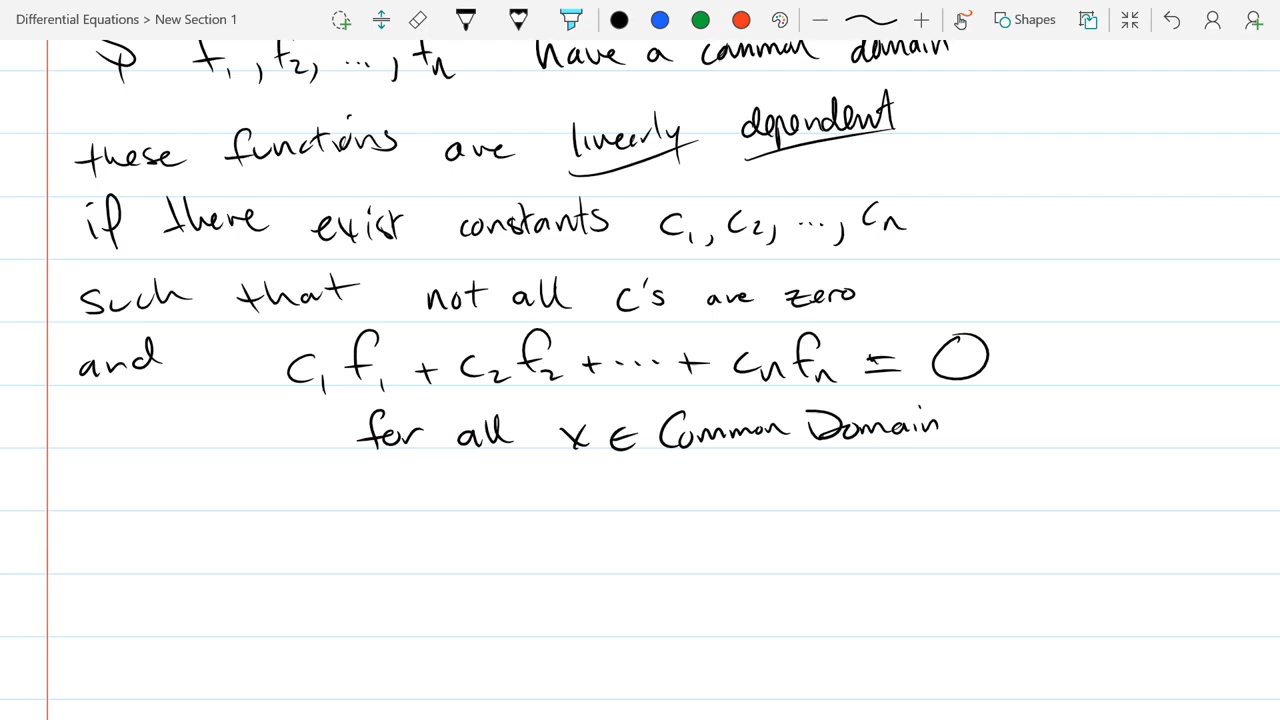 Differential Equations > New Section 1
Shapes
f₁, f₂, ..., fₙ have a common domain
these functions are linearly dependent
if there exist constants c₁, c₂, ..., cₙ
such that not all c's are zero
and c₁f₁ + c₂f₂ + ... + cₙfₙ = 0
for all x ∈ Common Domain